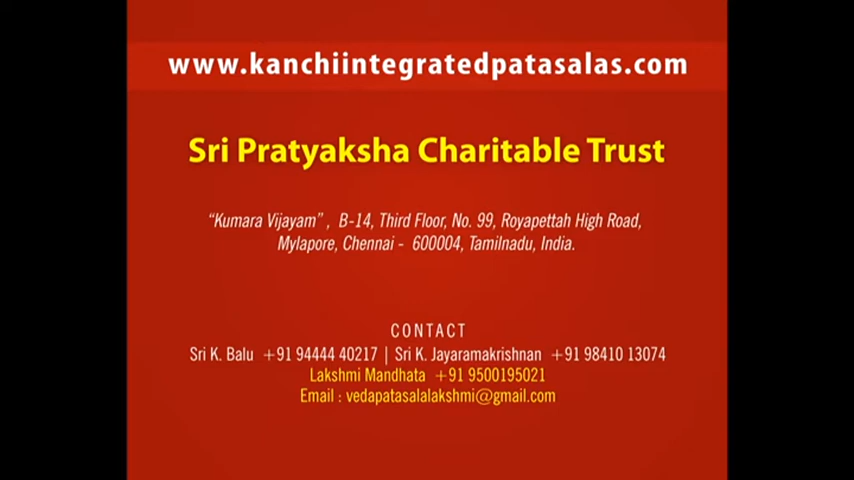 www.kanchiintegratedpatasalas.com
Sri Pratyaksha Charitable Trust
“Kumara Vijayam” , B-14, Third Floor, No. 99, Royapettah High Road,
Mylapore, Chennai - 600004, Tamilnadu, India.
CONTACT
Sri K. Balu +91 94444 40217 | Sri K. Jayaramakrishnan +91 98410 13074
Lakshmi Mandhata +91 9500195021
Email : vedapatasalalakshmi@gmail.com